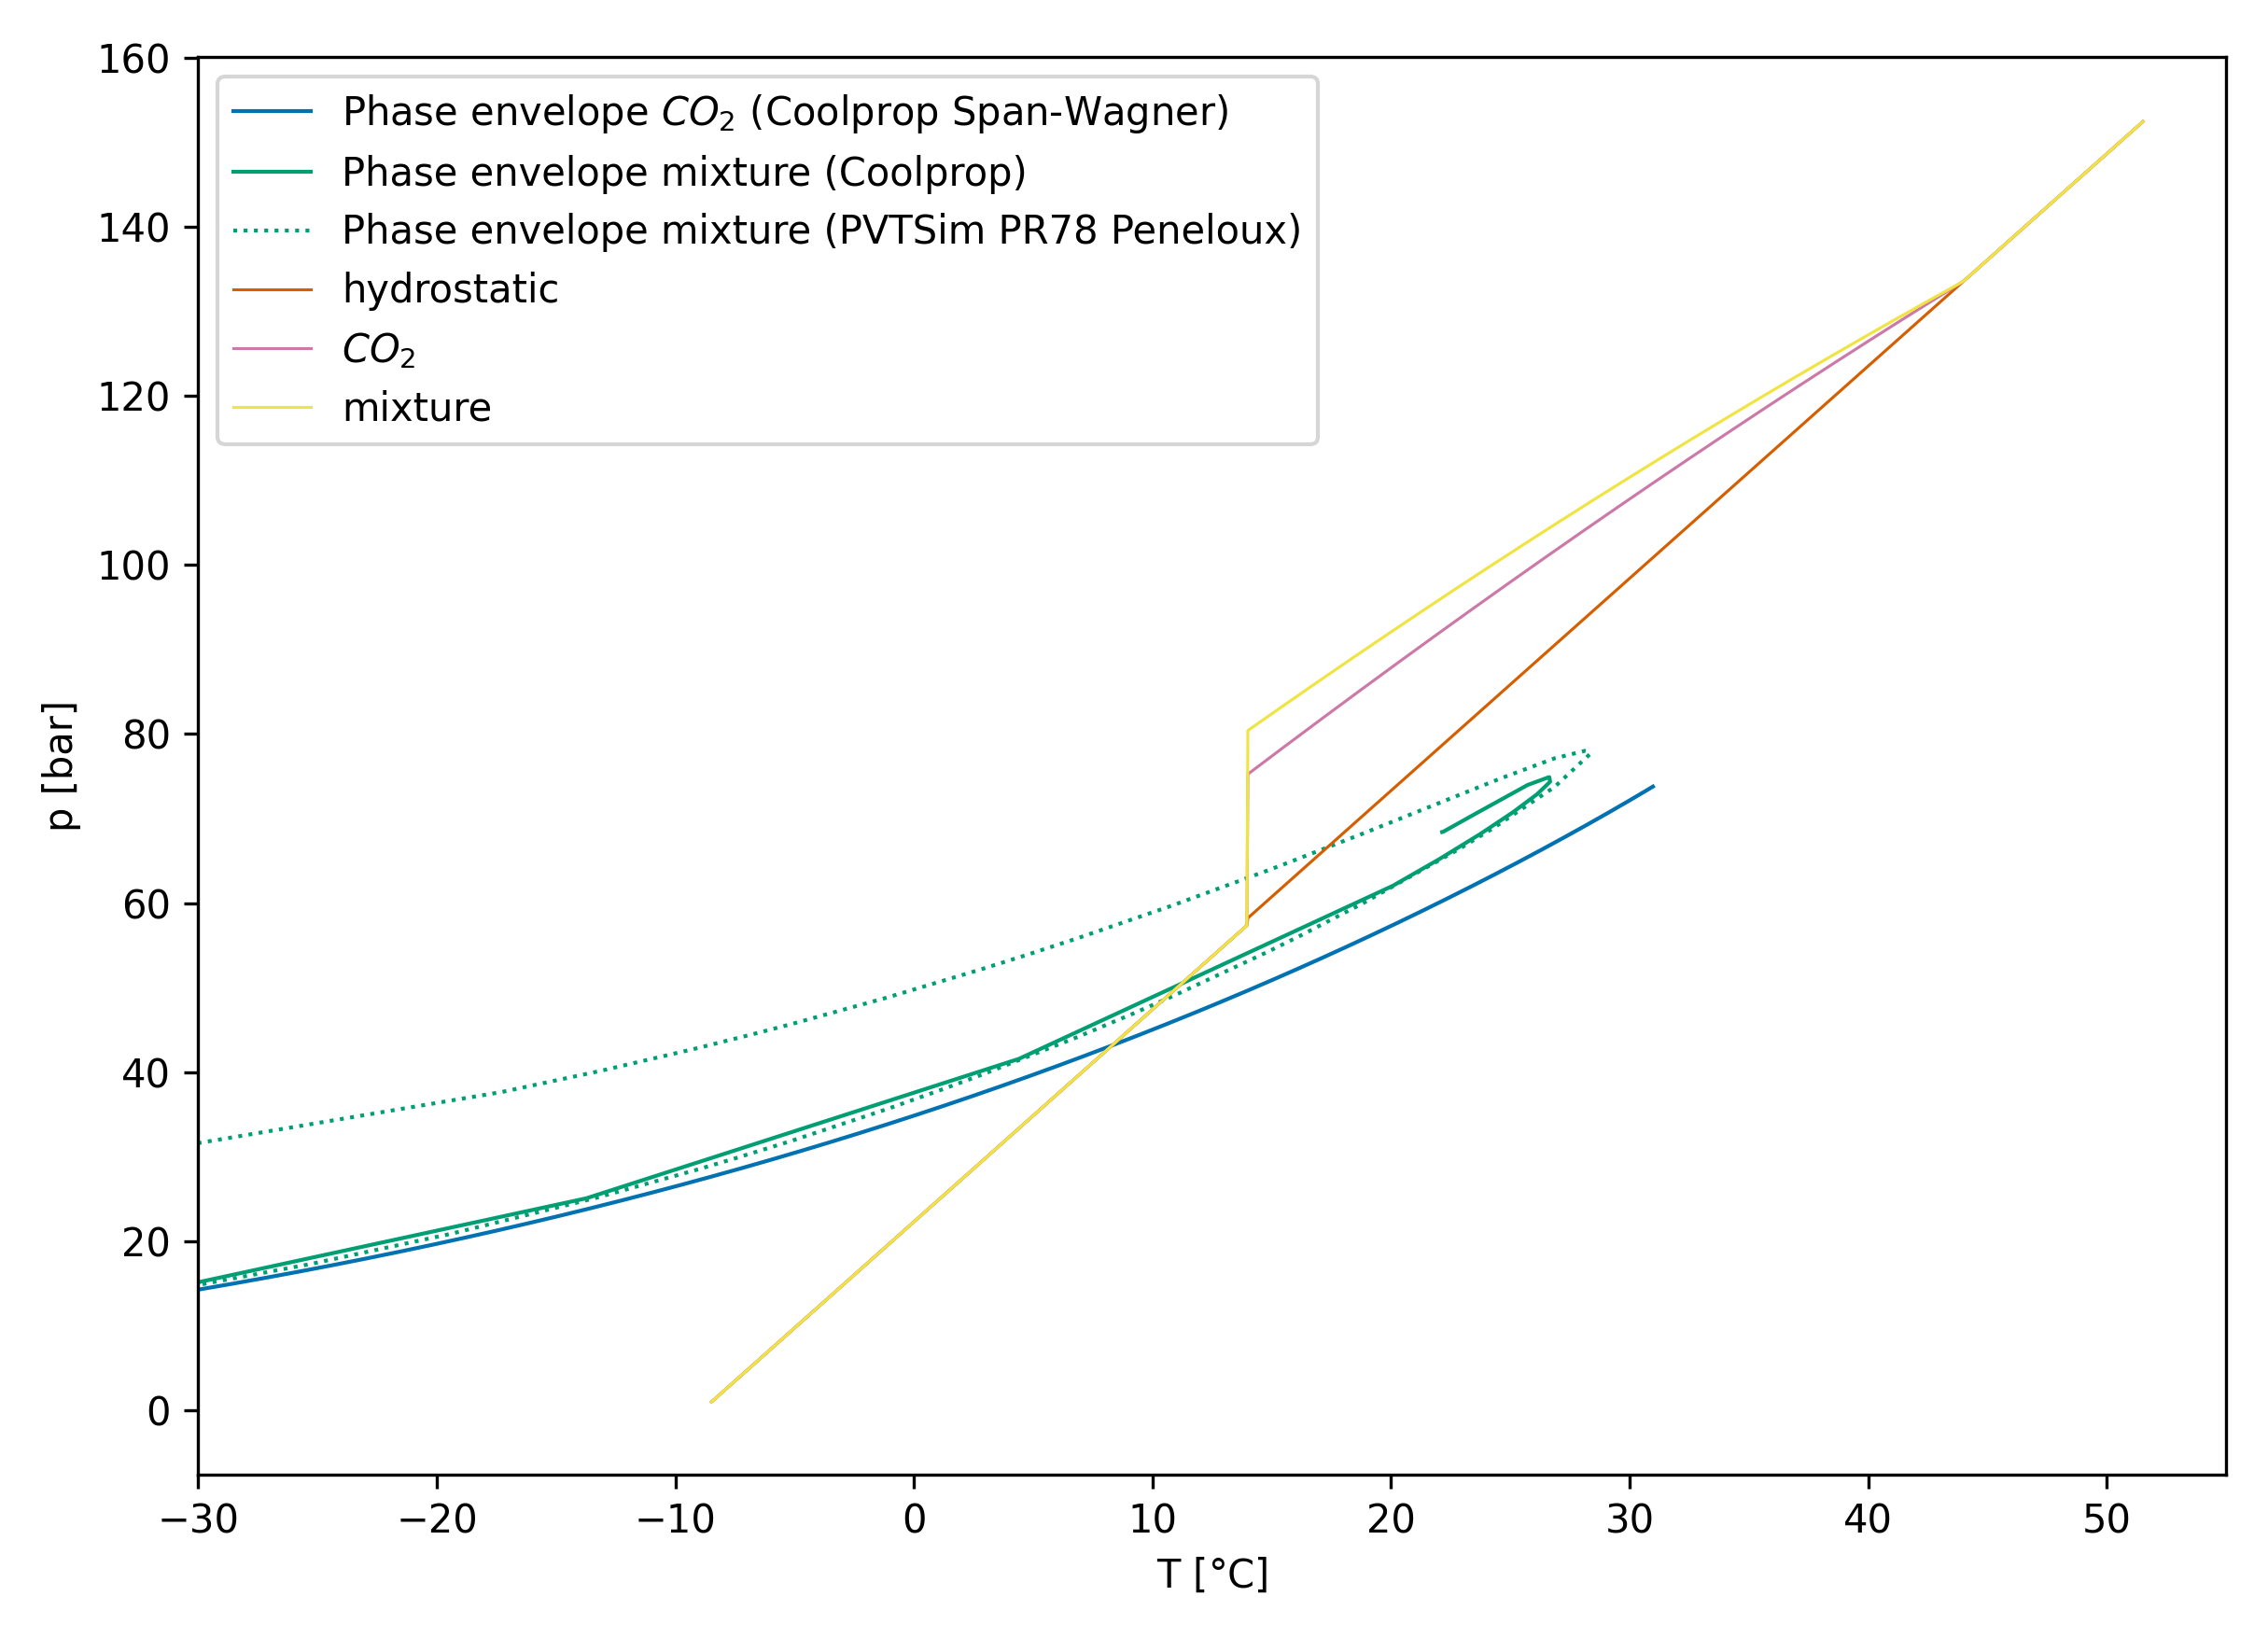 160
140
120
100
80
60
40
20
0
p [bar]
Phase envelope CO₂ (Coolprop Span-Wagner)
Phase envelope mixture (Coolprop)
Phase envelope mixture (PVTSim PR78 Peneloux)
hydrostatic
CO₂
mixture
−30 −20 −10 0 10 20 30 40 50
T [°C]